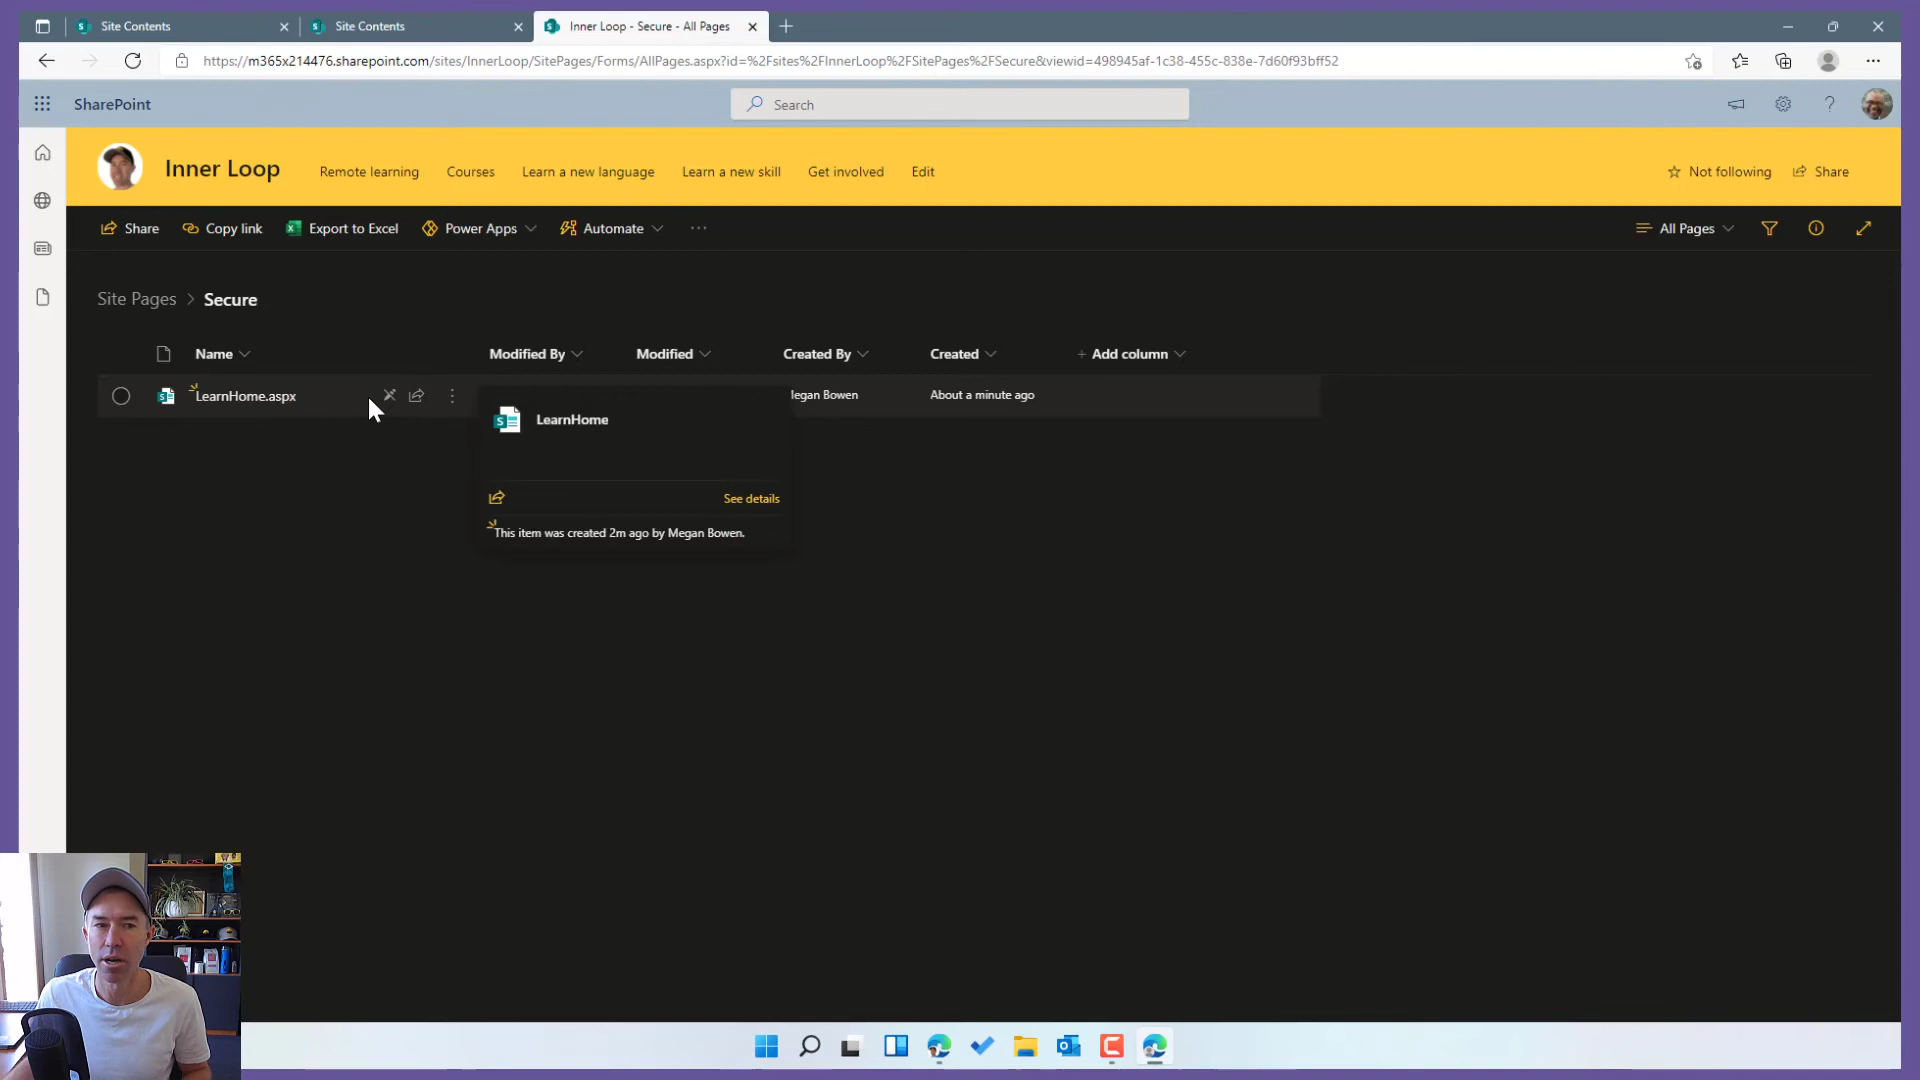 Site Contents
Site Contents
Inner Loop - Secure - All Pages
https://m365x214476.sharepoint.com/sites/InnerLoop/SitePages/Forms/AllPages.aspx?id=%2Fsites%2FInnerLoop%2FSitePages%2FSecure&viewid=498945af-1c38-455c-838e-7d60f93bff52
SharePoint
Search
Inner Loop
Remote learning
Courses
Learn a new language
Learn a new skill
Get involved
Edit
Not following
Share
Share
Copy link
Export to Excel
Power Apps
Automate
All Pages
Site Pages > Secure
Name
Modified By
Modified
Created By
Created
+ Add column
LearnHome.aspx
legan Bowen
About a minute ago
LearnHome
See details
This item was created 2m ago by Megan Bowen.